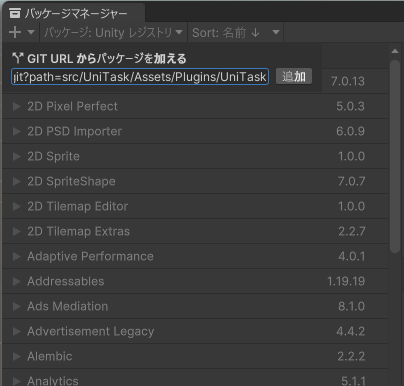 パッケージマネージャー
パッケージ: Unity レジストリ Sort: 名前 ↓
GIT URL からパッケージを加える
git?path=src/UniTask/Assets/Plugins/UniTask 追加
7.0.13
2D Pixel Perfect 5.0.3
2D PSD Importer 6.0.9
2D Sprite 1.0.0
2D SpriteShape 7.0.7
2D Tilemap Editor 1.0.0
2D Tilemap Extras 2.2.7
Adaptive Performance 4.0.1
Addressables 1.19.19
Ads Mediation 8.1.0
Advertisement Legacy 4.4.2
Alembic 2.2.2
Analytics 5.1.1